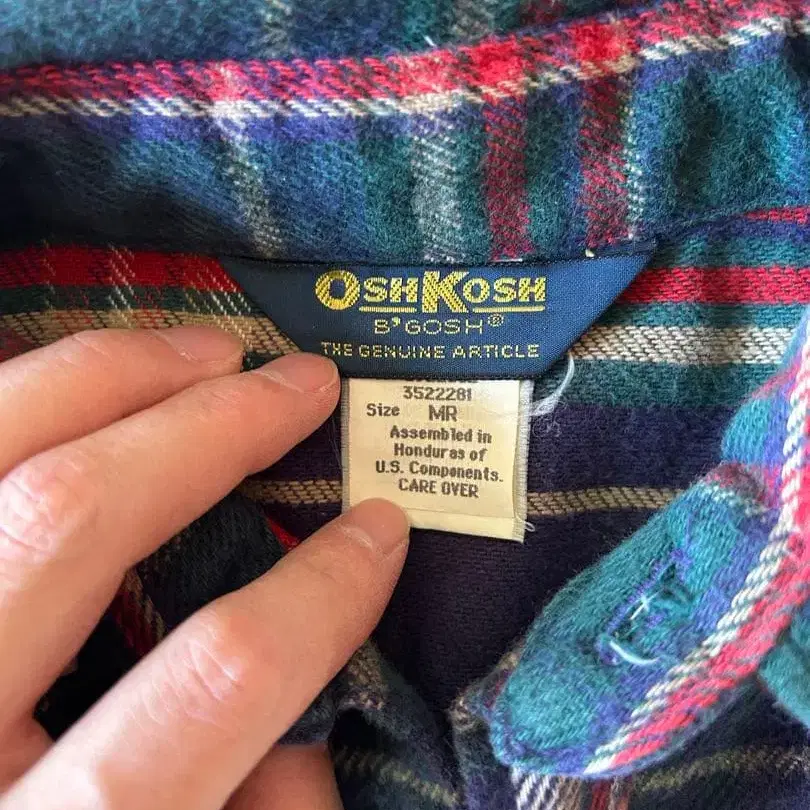 OSHKOSH
B'GOSH®
THE GENUINE ARTICLE
3522281
Size MR
Assembled in
Honduras of
U.S. Components.
CARE OVER